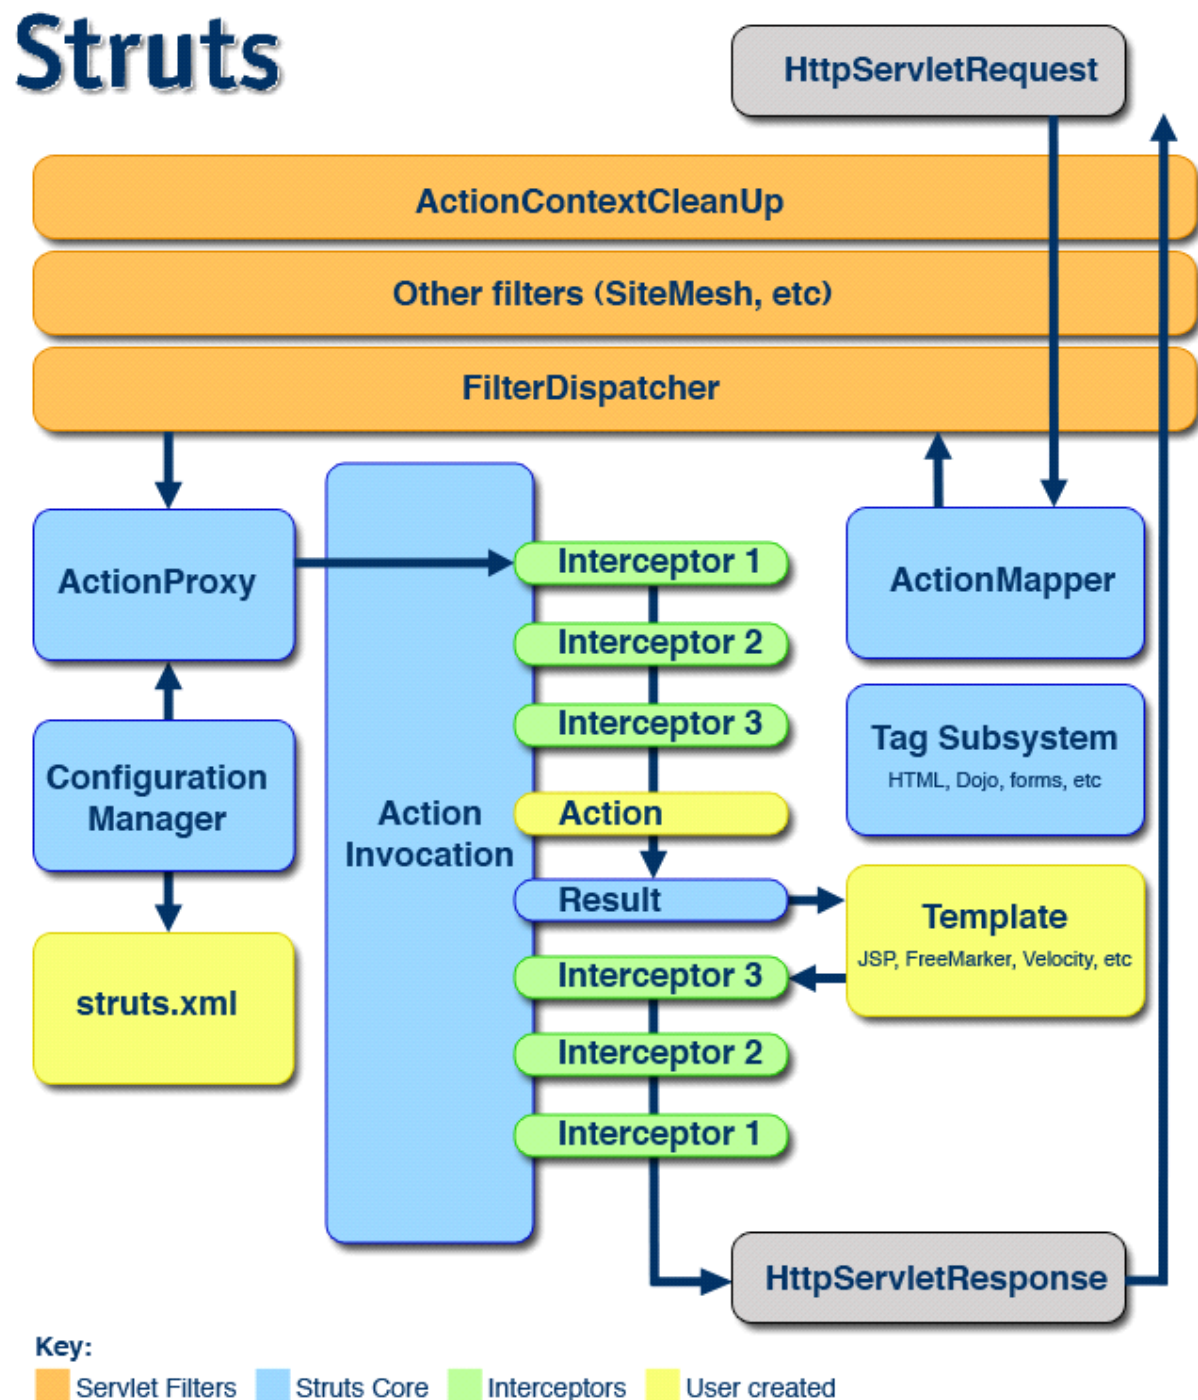 Struts
HttpServletRequest
ActionContextCleanUp
Other filters (SiteMesh, etc)
FilterDispatcher
ActionProxy
Interceptor 1
ActionMapper
Interceptor 2
Interceptor 3
Tag Subsystem
HTML, Dojo, forms, etc
Configuration
Manager
Action
Invocation
Action
Result
Template
JSP, FreeMarker, Velocity, etc
struts.xml
Interceptor 3
Interceptor 2
Interceptor 1
HttpServletResponse
Key:
Servlet Filters
Struts Core
Interceptors
User created